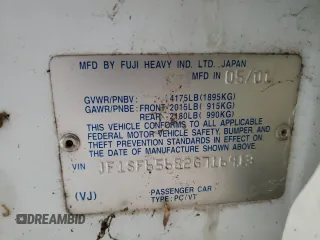 MFD BY FUJI HEAVY IND. LTD. JAPAN
MFD IN 05/01
GVWR/PNBV: 4175LB(1895KG)
GAWR/PNBE: FRONT 2015LB( 915KG)
REAR 2180LB( 990KG)
THIS VEHICLE CONFORMS TO ALL APPLICABLE
FEDERAL MOTOR VEHICLE SAFETY, BUMPER, AND
THEFT PREVENTION STANDARDS IN EFFECT ON THE
DATE OF MANUFACTURE SHOWN ABOVE.
VIN
(VJ)
PASSENGER CAR
TYPE:PC/VT
DREAMBID